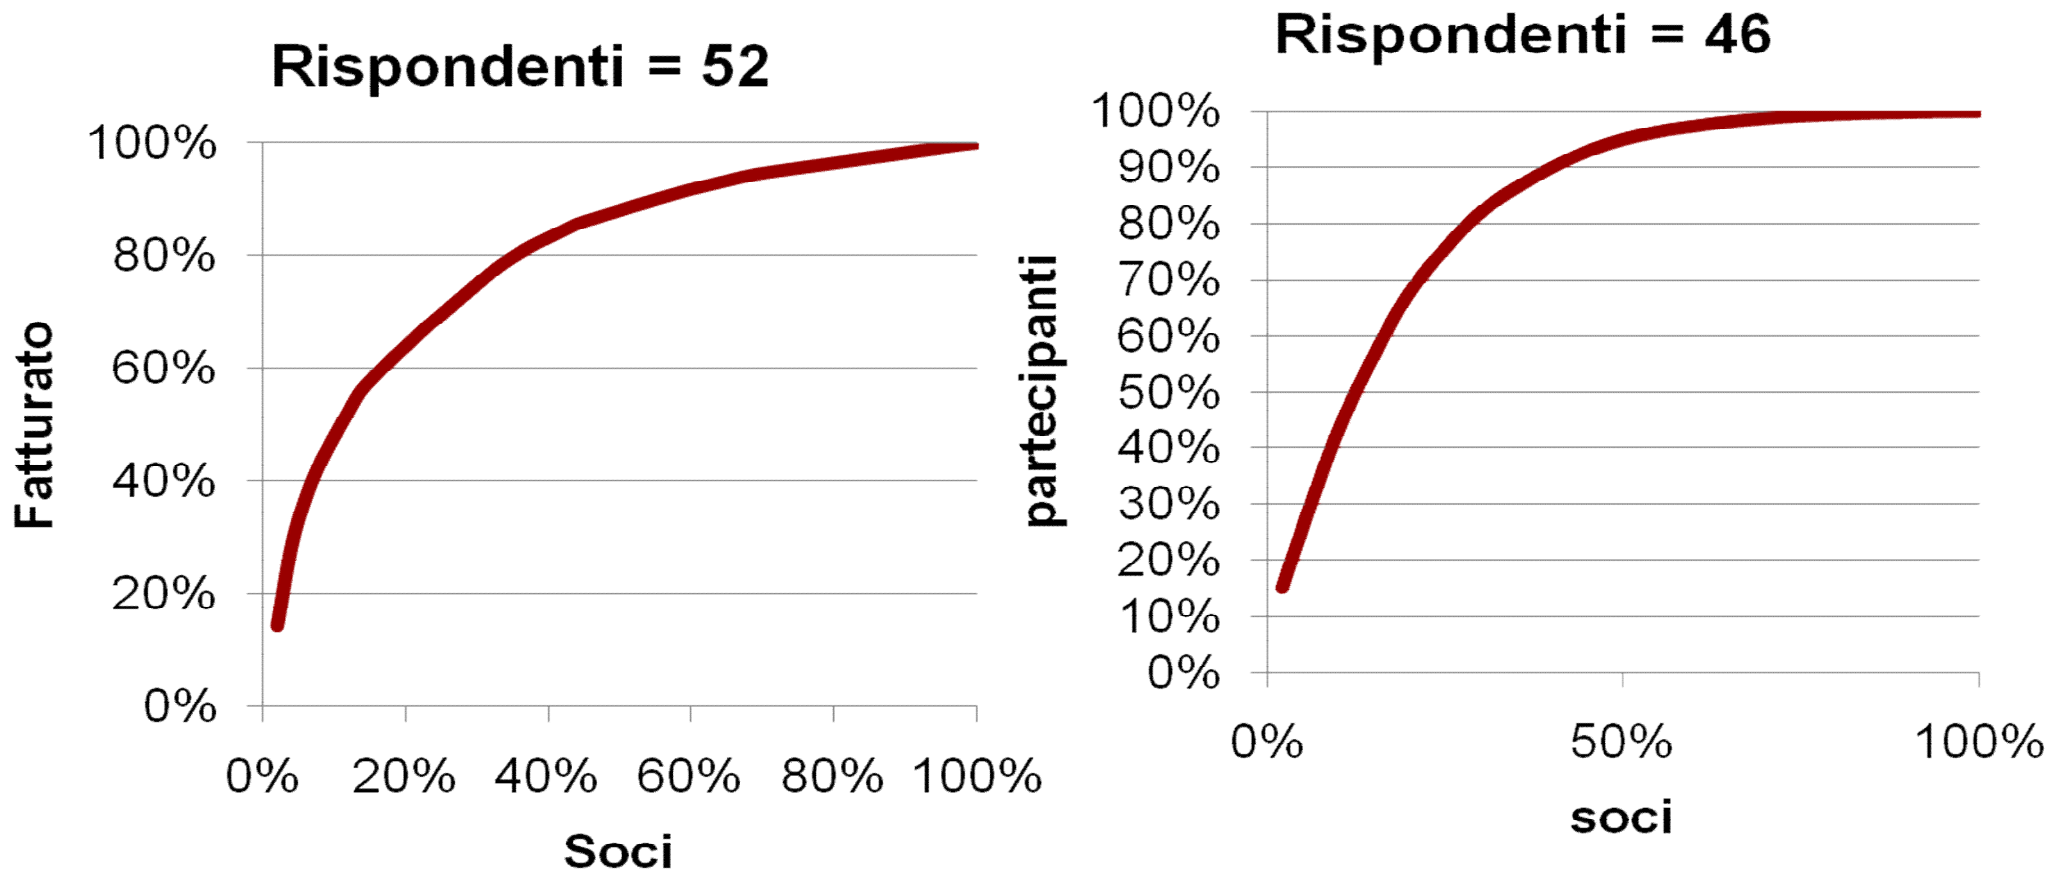 Rispondenti = 52
100%
80%
60%
40%
20%
0%
Fatturato
0% 20% 40% 60% 80% 100%
Soci
Rispondenti = 46
100%
90%
80%
70%
60%
50%
40%
30%
20%
10%
0%
partecipanti
0% 50% 100%
soci